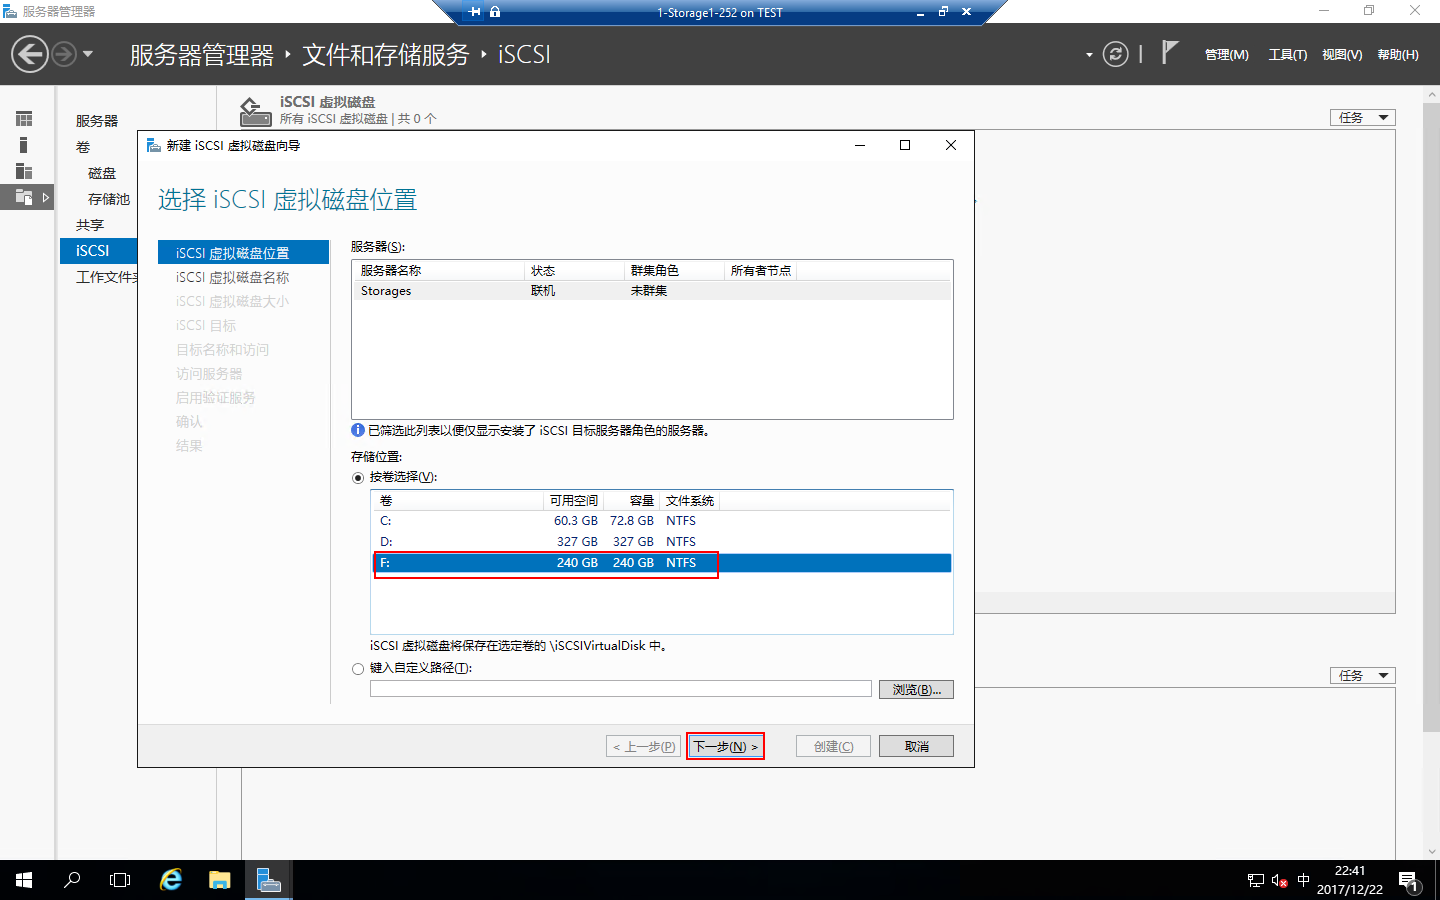 服务器管理器
1-Storage1-252 on TEST
服务器管理器 ‣ 文件和存储服务 ‣ iSCSI
管理(M) 工具(T) 视图(V) 帮助(H)
服务器
卷
磁盘
存储池
共享
iSCSI
工作文件夹
iSCSI 虚拟磁盘
所有 iSCSI 虚拟磁盘 | 共 0 个
任务
新建 iSCSI 虚拟磁盘向导
选择 iSCSI 虚拟磁盘位置
iSCSI 虚拟磁盘位置
iSCSI 虚拟磁盘名称
iSCSI 虚拟磁盘大小
iSCSI 目标
目标名称和访问
访问服务器
启用验证服务
确认
结果
服务器(S):
服务器名称 状态 群集角色 所有者节点
Storages 联机 未群集
已筛选此列表以便仅显示安装了 iSCSI 目标服务器角色的服务器。
存储位置:
按卷选择(V):
卷 可用空间 容量 文件系统
C: 60.3 GB 72.8 GB NTFS
D: 327 GB 327 GB NTFS
F: 240 GB 240 GB NTFS
iSCSI 虚拟磁盘将保存在选定卷的 \iSCSIVirtualDisk 中。
键入自定义路径(T):
浏览(B)...
< 上一步(P) 下一步(N) > 创建(C) 取消
任务
中
22:41
2017/12/22
1